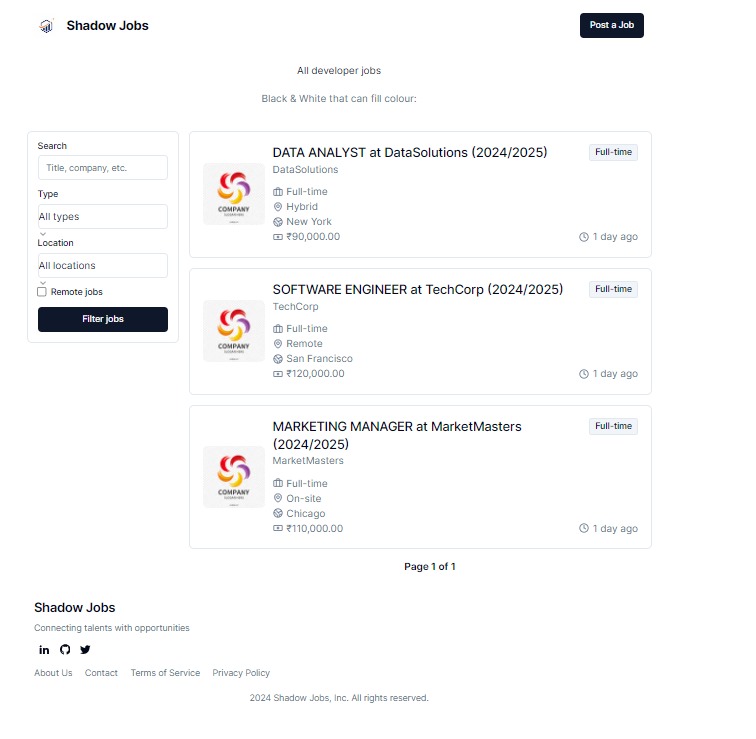 Shadow Jobs
Post a Job
All developer jobs
Black & White that can fill colour:
Search
Title, company, etc.
Type
All types
Location
All locations
Remote jobs
Filter jobs
DATA ANALYST at DataSolutions (2024/2025)
Full-time
DataSolutions
COMPANY
Full-time
Hybrid
New York
₹90,000.00
1 day ago
SOFTWARE ENGINEER at TechCorp (2024/2025)
Full-time
TechCorp
COMPANY
Full-time
Remote
San Francisco
₹120,000.00
1 day ago
MARKETING MANAGER at MarketMasters
(2024/2025)
Full-time
MarketMasters
COMPANY
Full-time
On-site
Chicago
₹110,000.00
1 day ago
Page 1 of 1
Shadow Jobs
Connecting talents with opportunities
in
About Us
Contact
Terms of Service
Privacy Policy
2024 Shadow Jobs, Inc. All rights reserved.